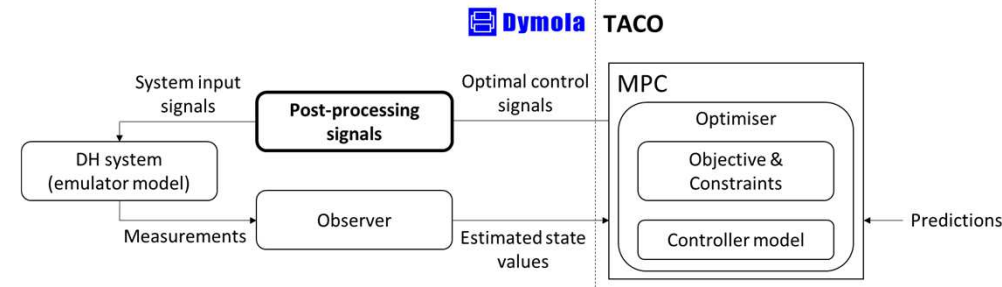 Dymola TACO
System input
signals
Post-processing
signals
Optimal control
signals
MPC
Optimiser
Objective &
Constraints
Controller model
DH system
(emulator model)
Measurements
Observer
Estimated state
values
Predictions